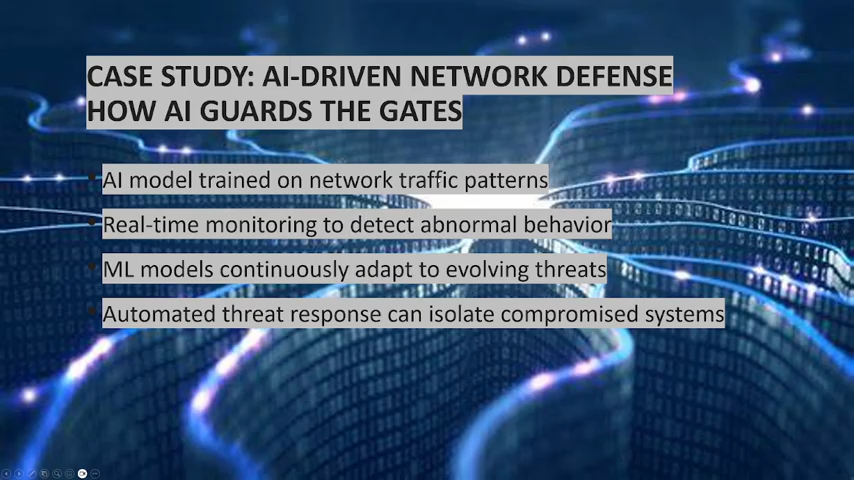 CASE STUDY: AI-DRIVEN NETWORK DEFENSE
HOW AI GUARDS THE GATES
• AI model trained on network traffic patterns
• Real-time monitoring to detect abnormal behavior
• ML models continuously adapt to evolving threats
• Automated threat response can isolate compromised systems